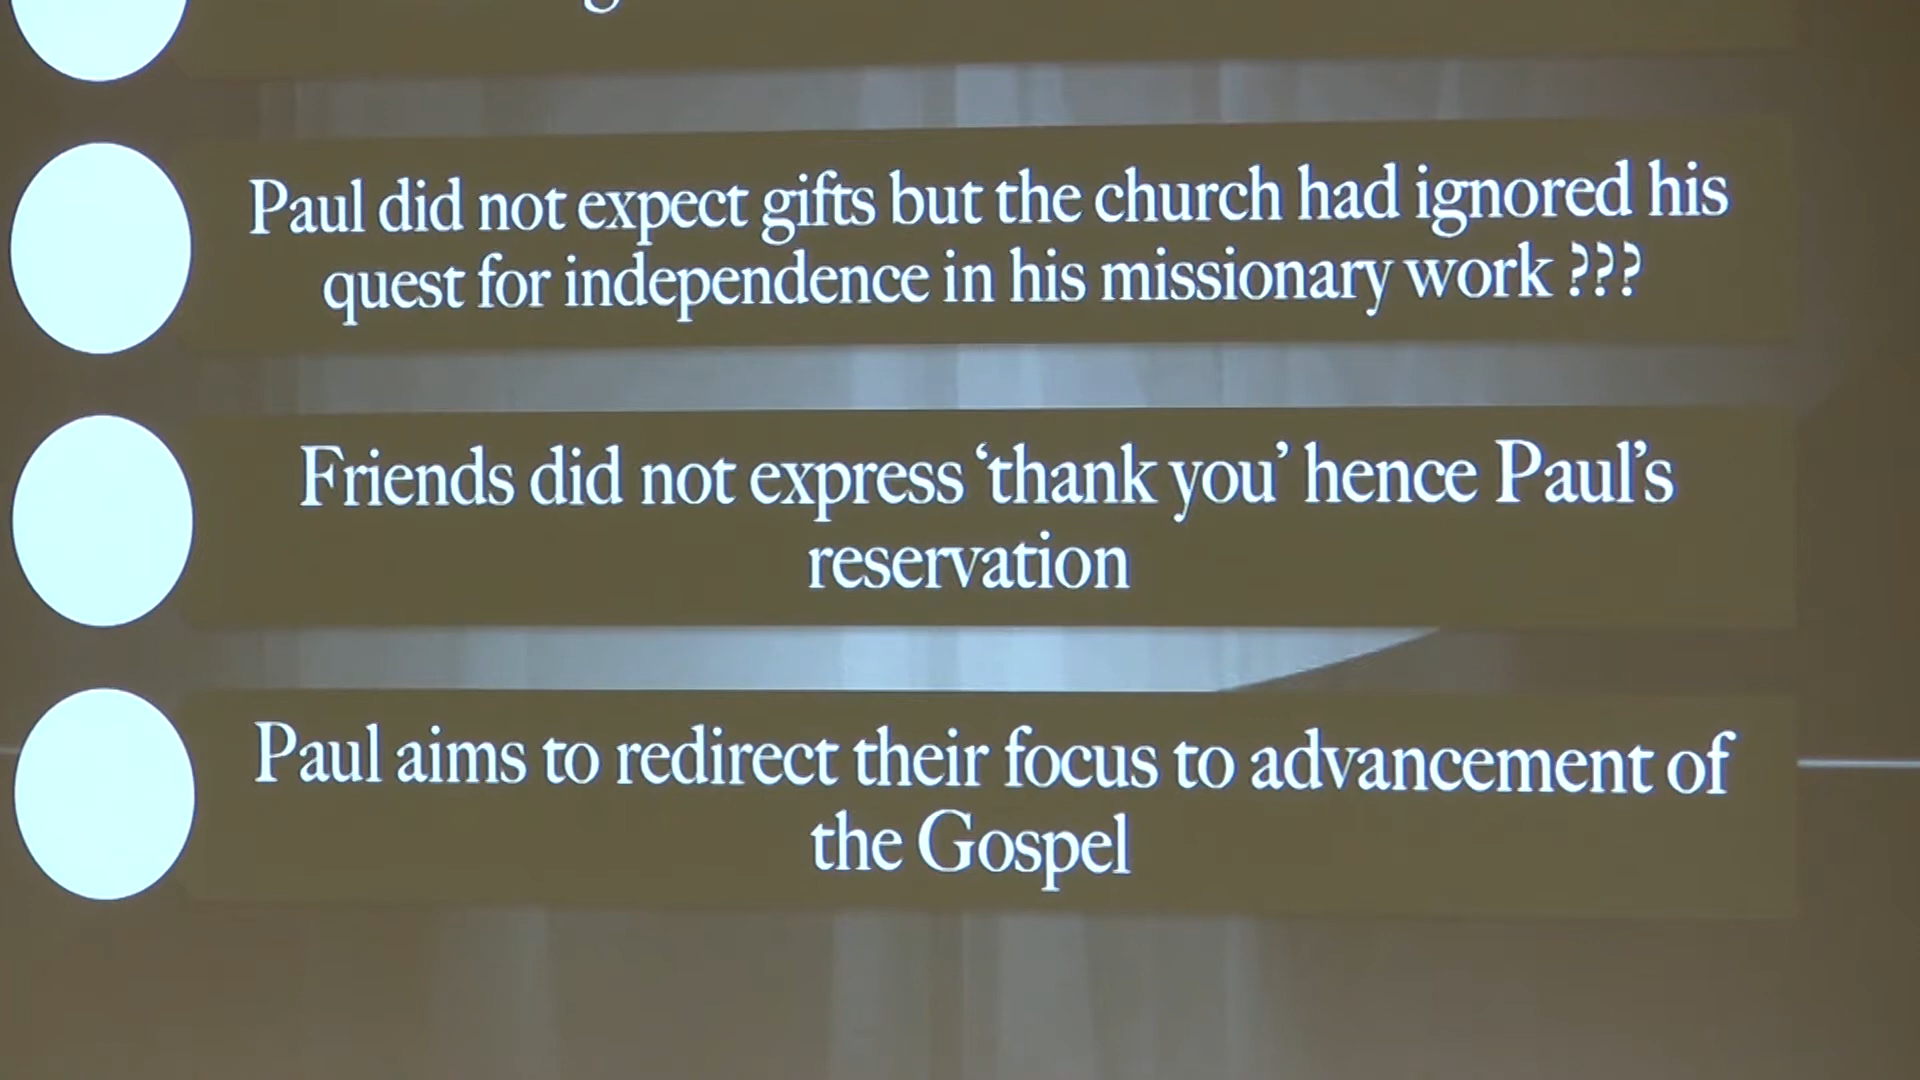 Paul did not expect gifts but the church had ignored his
quest for independence in his missionary work ???
Friends did not express ‘thank you’ hence Paul’s
reservation
Paul aims to redirect their focus to advancement of
the Gospel